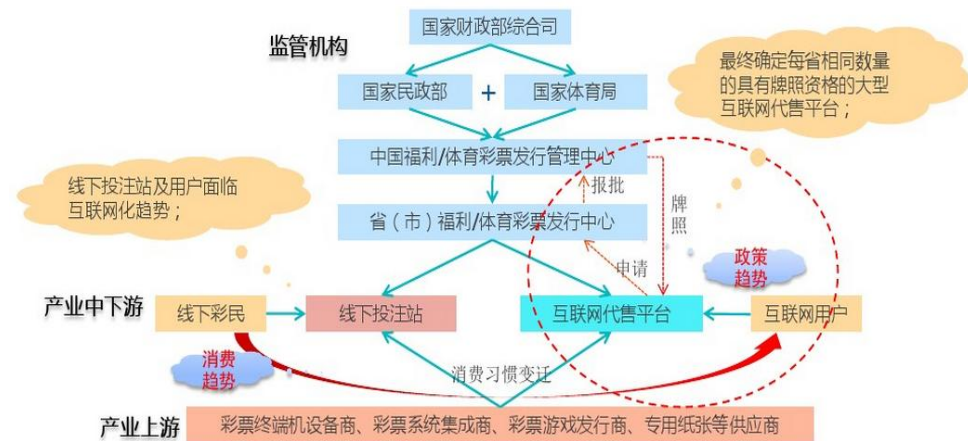 国家财政部综合司
监管机构
国家民政部
+
国家体育局
最终确定每省相同数量
的具有牌照资格的大型
互联网代售平台；
中国福利/体育彩票发行管理中心
线下投注站及用户面临
互联网化趋势；
报批
牌
照
省（市）福利/体育彩票发行中心
申请
政策
趋势
产业中下游
线下彩民
线下投注站
互联网代售平台
互联网用户
消费
趋势
消费习惯变迁
产业上游
彩票终端机设备商、彩票系统集成商、彩票游戏发行商、专用纸张等供应商